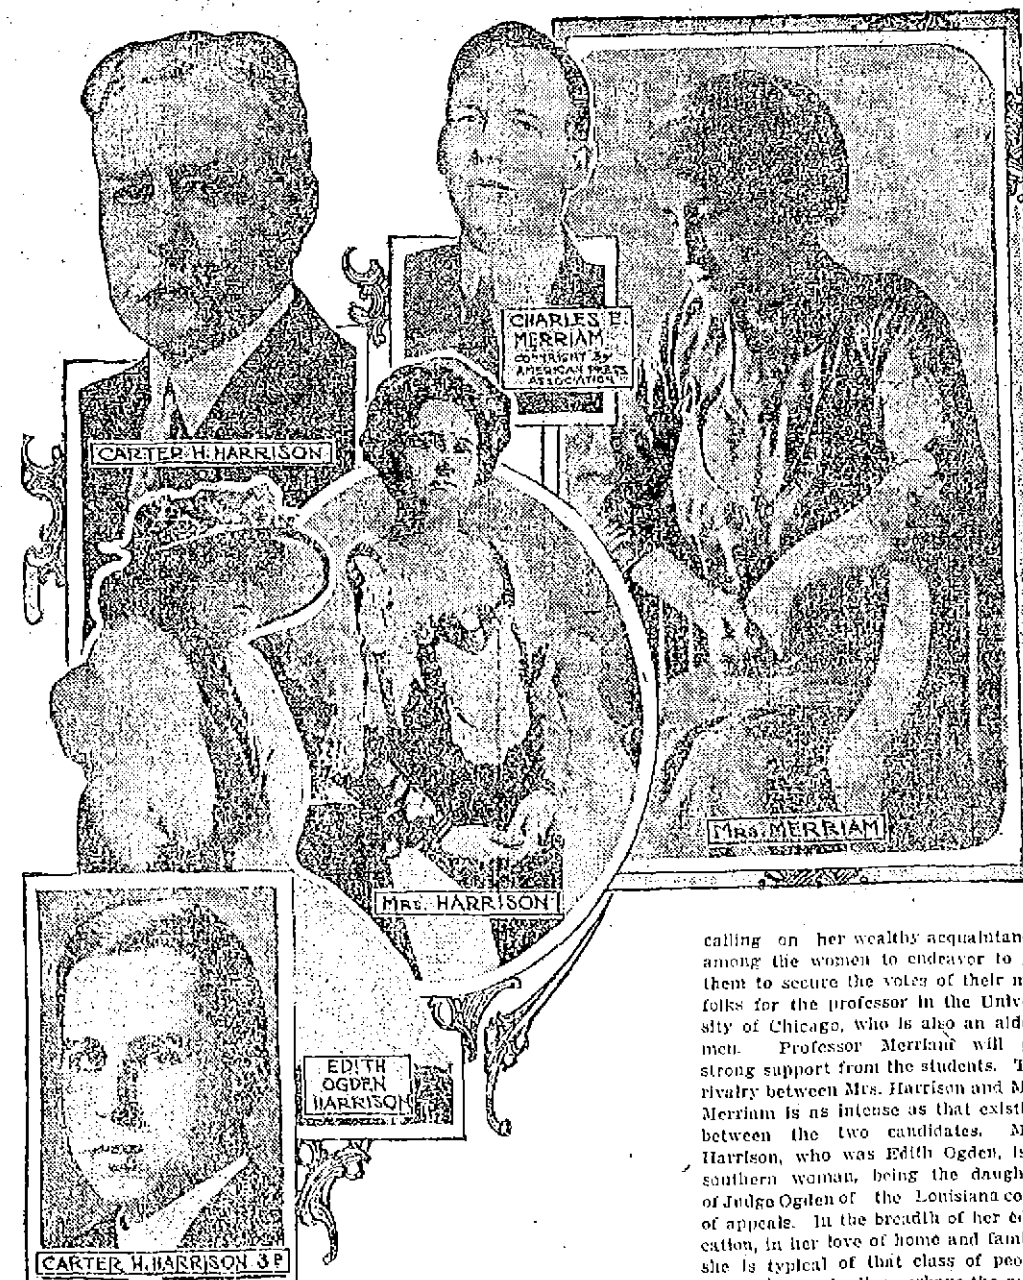 CARTER H. HARRISON
CHARLES E.
MERRIAM
COPYRIGHT BY
AMERICAN PRESS
ASSOCIATION
MRS. MERRIAM
MRS. HARRISON
EDITH
OGDEN
HARRISON
CARTER H. HARRISON 3D
calling on her wealthy acquaintan
among the women to endeavor to
them to secure the votes of their m
folks for the professor in the Univ
sity of Chicago, who is also an ald
men. Professor Merriam will
strong support from the students. T
rivalry between Mrs. Harrison and M
Merriam is as intense as that existi
between the two candidates. M
Harrison, who was Edith Ogden, is
southern woman, being the daugh
of Judge Ogden of the Louisiana co
of appeals. In the breadth of her ed
cation, in her love of home and fami
she is typical of that class of peo